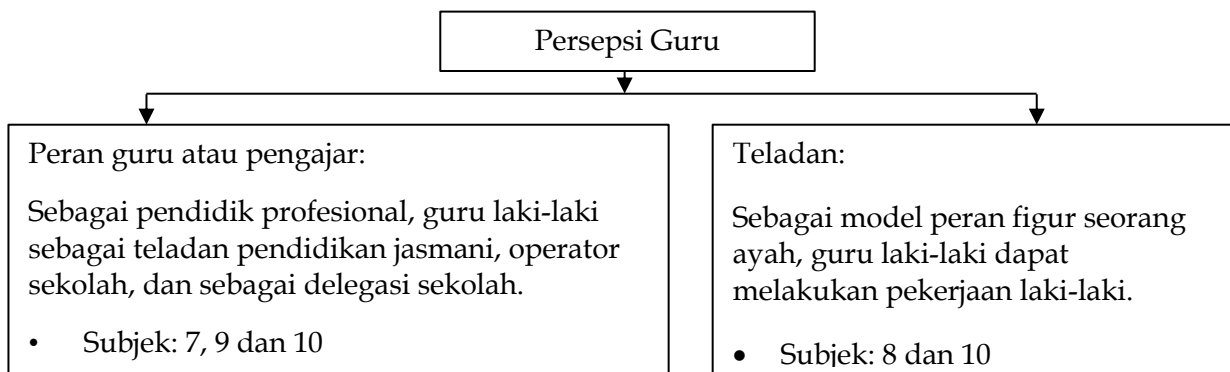 Persepsi Guru
Peran guru atau pengajar:
Sebagai pendidik profesional, guru laki-laki
sebagai teladan pendidikan jasmani, operator
sekolah, dan sebagai delegasi sekolah.
• Subjek: 7, 9 dan 10
Teladan:
Sebagai model peran figur seorang
ayah, guru laki-laki dapat
melakukan pekerjaan laki-laki.
• Subjek: 8 dan 10